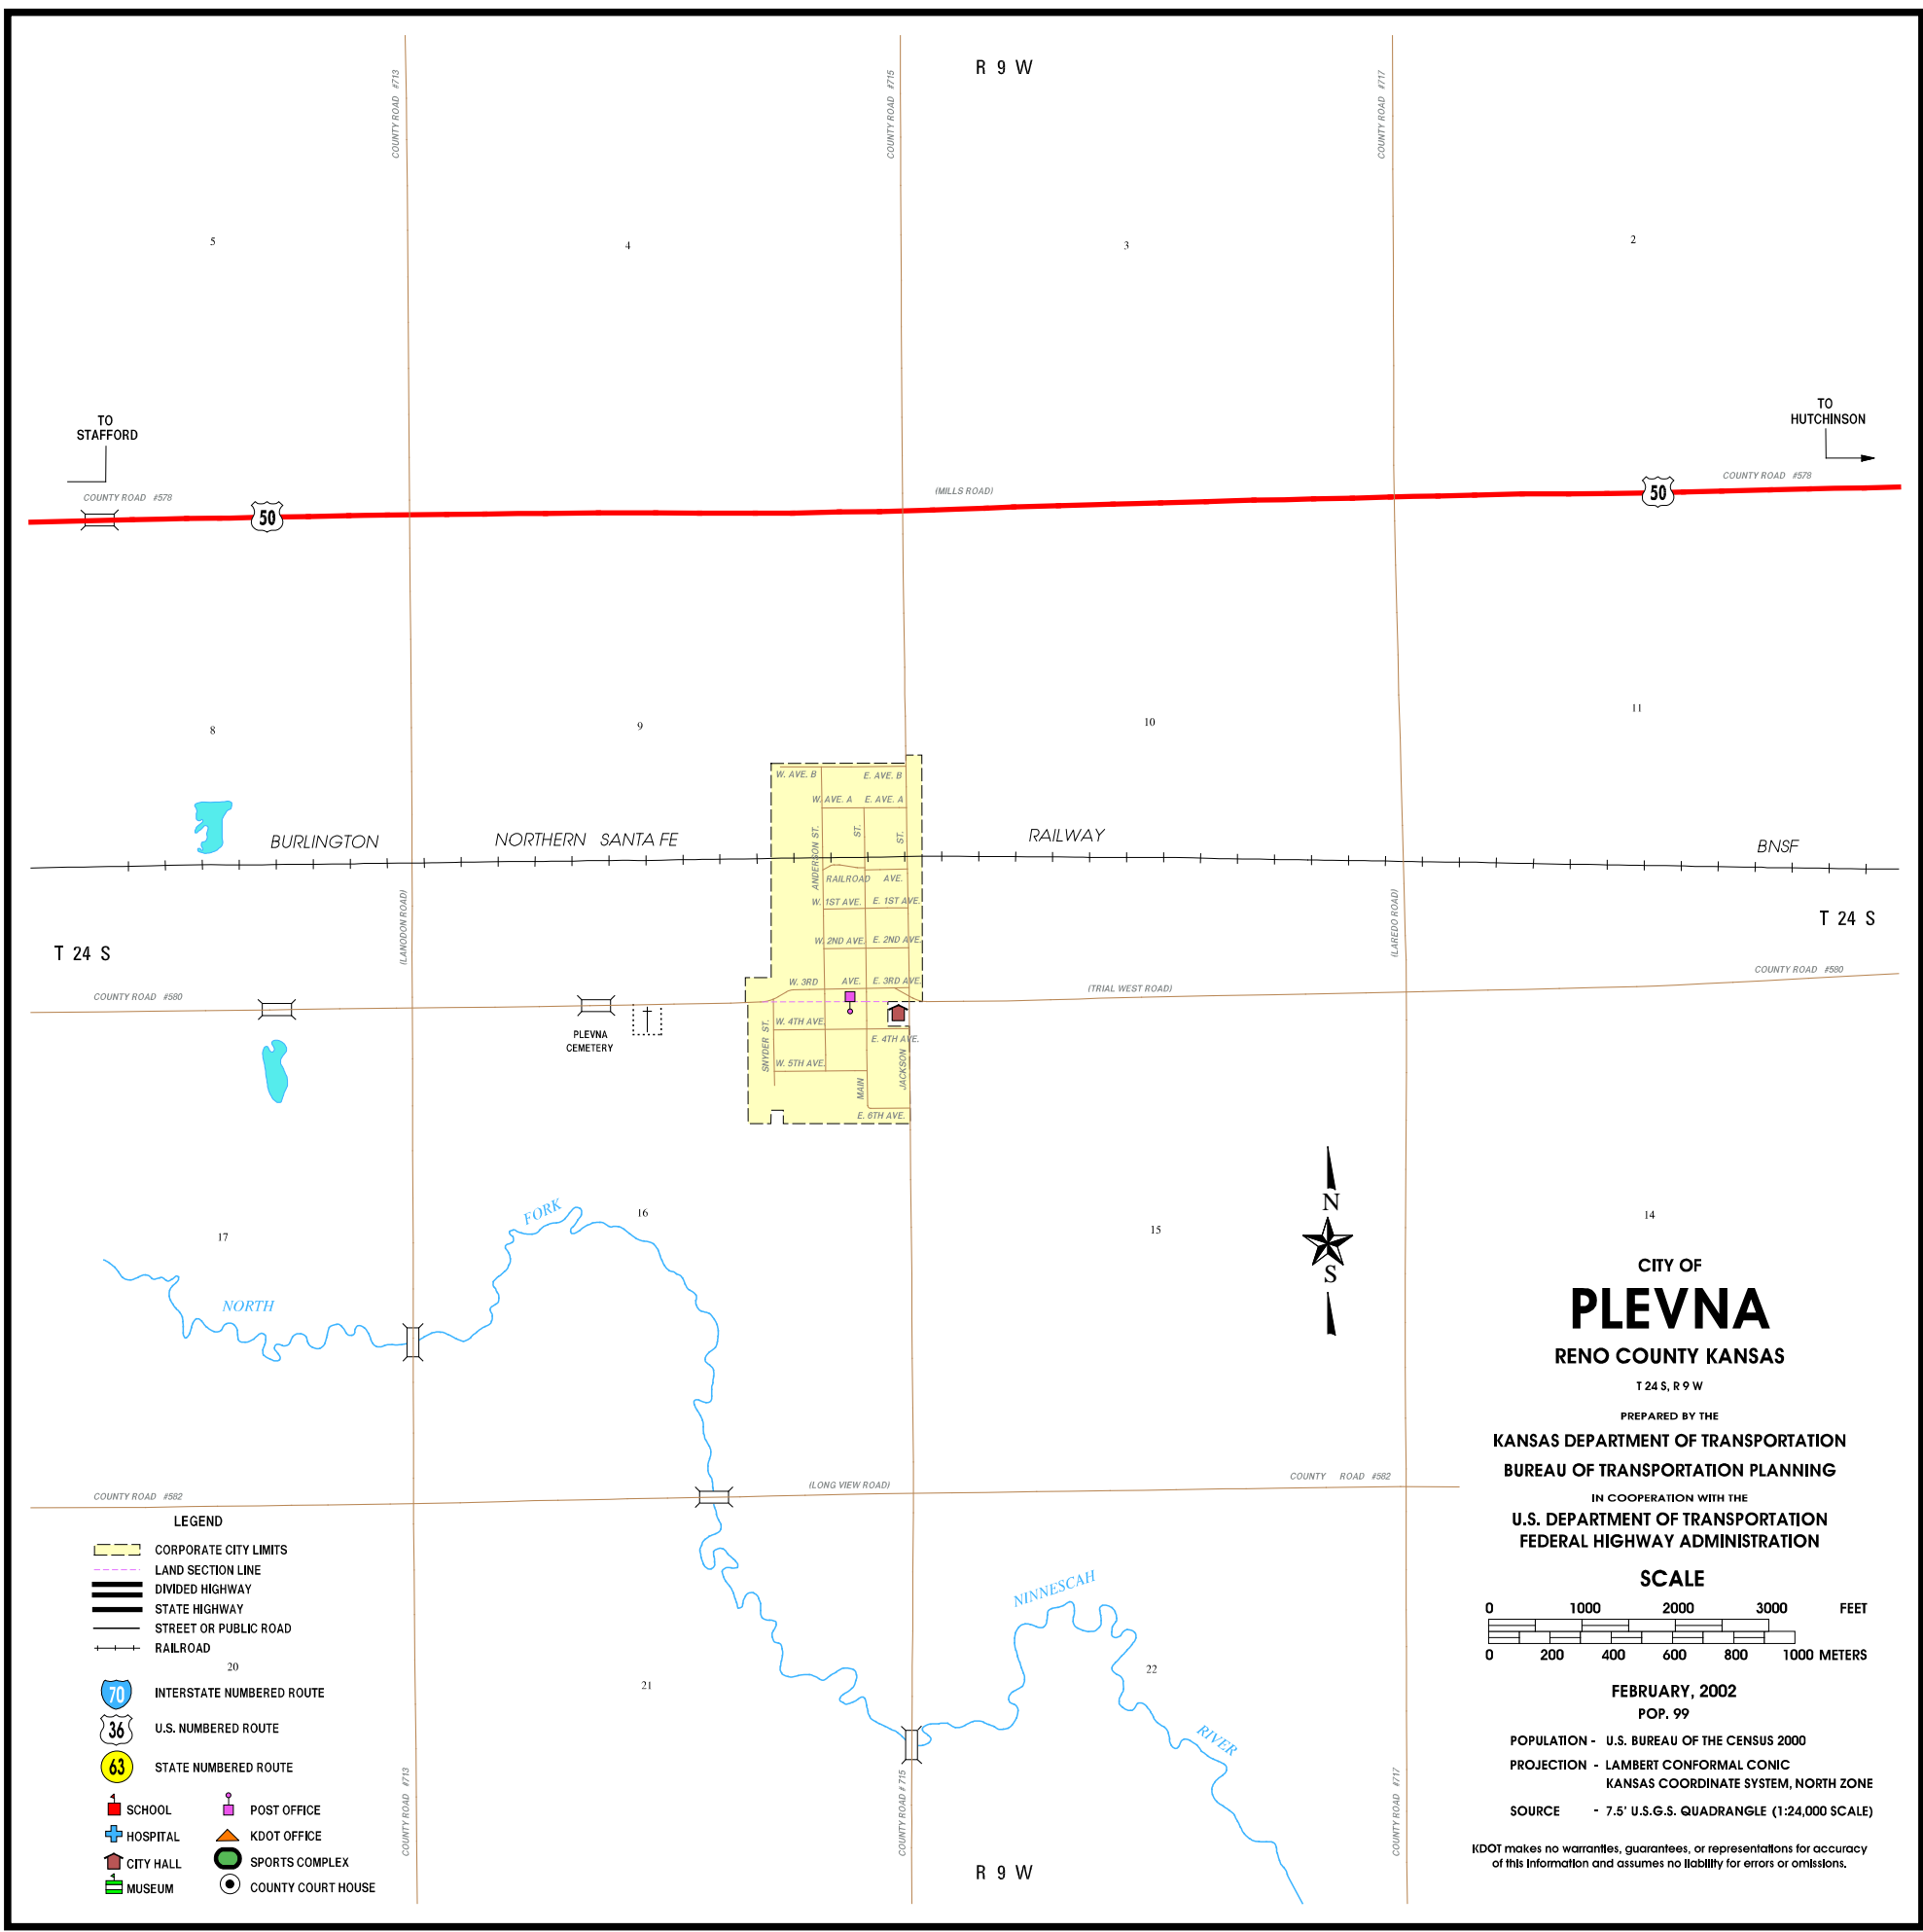 R 9 W
COUNTY ROAD #713
COUNTY ROAD #715
COUNTY ROAD #717
5
4
3
2
TO
STAFFORD
TO
HUTCHINSON
COUNTY ROAD #578
(MILLS ROAD)
COUNTY ROAD #578
50
50
8
9
10
11
W. AVE. B
E. AVE. B
W. AVE. A
E. AVE. A
ANDERSON ST.
ST.
ST.
BURLINGTON
NORTHERN SANTA FE
RAILWAY
BNSF
RAILROAD AVE.
W. 1ST AVE.
E. 1ST AVE.
(LANODON ROAD)
(LAREDO ROAD)
T 24 S
T 24 S
W. 2ND AVE.
E. 2ND AVE.
W. 3RD AVE.
E. 3RD AVE.
COUNTY ROAD #580
(TRIAL WEST ROAD)
COUNTY ROAD #580
PLEVNA
CEMETERY
SNYDER ST.
W. 4TH AVE.
E. 4TH AVE.
W. 5TH AVE.
MAIN
JACKSON
E. 6TH AVE.
17
16
15
14
NORTH
FORK
N
S
CITY OF
PLEVNA
RENO COUNTY KANSAS
T 24 S, R 9 W
PREPARED BY THE
KANSAS DEPARTMENT OF TRANSPORTATION
BUREAU OF TRANSPORTATION PLANNING
IN COOPERATION WITH THE
U.S. DEPARTMENT OF TRANSPORTATION
FEDERAL HIGHWAY ADMINISTRATION
SCALE
0 1000 2000 3000 FEET
0 200 400 600 800 1000 METERS
FEBRUARY, 2002
POP. 99
POPULATION - U.S. BUREAU OF THE CENSUS 2000
PROJECTION - LAMBERT CONFORMAL CONIC
KANSAS COORDINATE SYSTEM, NORTH ZONE
SOURCE - 7.5' U.S.G.S. QUADRANGLE (1:24,000 SCALE)
KDOT makes no warranties, guarantees, or representations for accuracy
of this information and assumes no liability for errors or omissions.
COUNTY ROAD #582
(LONG VIEW ROAD)
COUNTY ROAD #582
NINNESCAH
RIVER
20
21
22
COUNTY ROAD #713
COUNTY ROAD # 715
COUNTY ROAD #717
R 9 W
LEGEND
CORPORATE CITY LIMITS
LAND SECTION LINE
DIVIDED HIGHWAY
STATE HIGHWAY
STREET OR PUBLIC ROAD
RAILROAD
70 INTERSTATE NUMBERED ROUTE
36 U.S. NUMBERED ROUTE
63 STATE NUMBERED ROUTE
SCHOOL
POST OFFICE
HOSPITAL
KDOT OFFICE
CITY HALL
SPORTS COMPLEX
MUSEUM
COUNTY COURT HOUSE